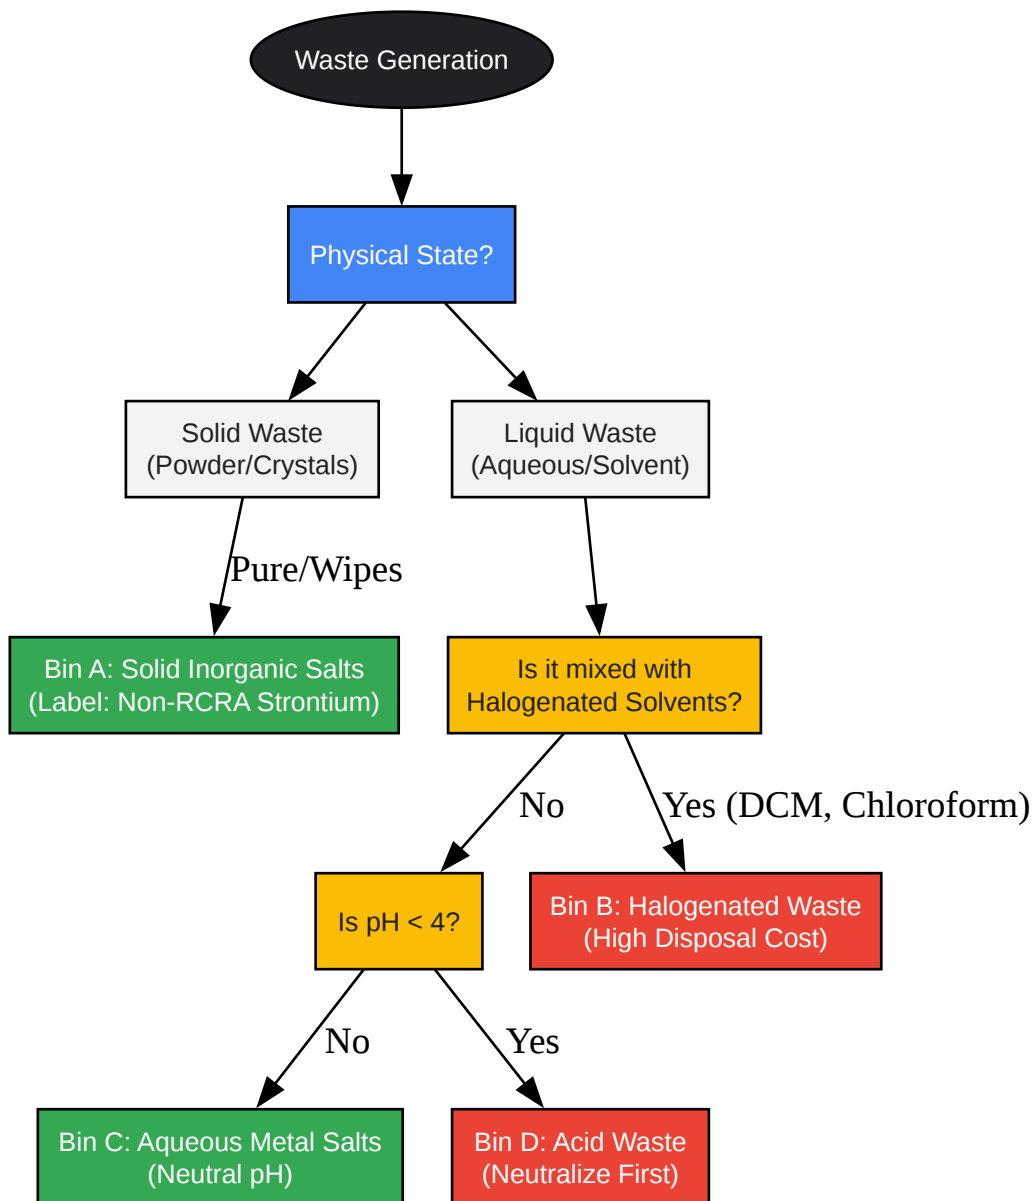 Waste Generation
Physical State?
Solid Waste
(Powder/Crystals)
Liquid Waste
(Aqueous/Solvent)
Pure/Wipes
Bin A: Solid Inorganic Salts
(Label: Non-RCRA Strontium)
Is it mixed with
Halogenated Solvents?
No
Yes (DCM, Chloroform)
Is pH < 4?
Bin B: Halogenated Waste
(High Disposal Cost)
No
Yes
Bin C: Aqueous Metal Salts
(Neutral pH)
Bin D: Acid Waste
(Neutralize First)